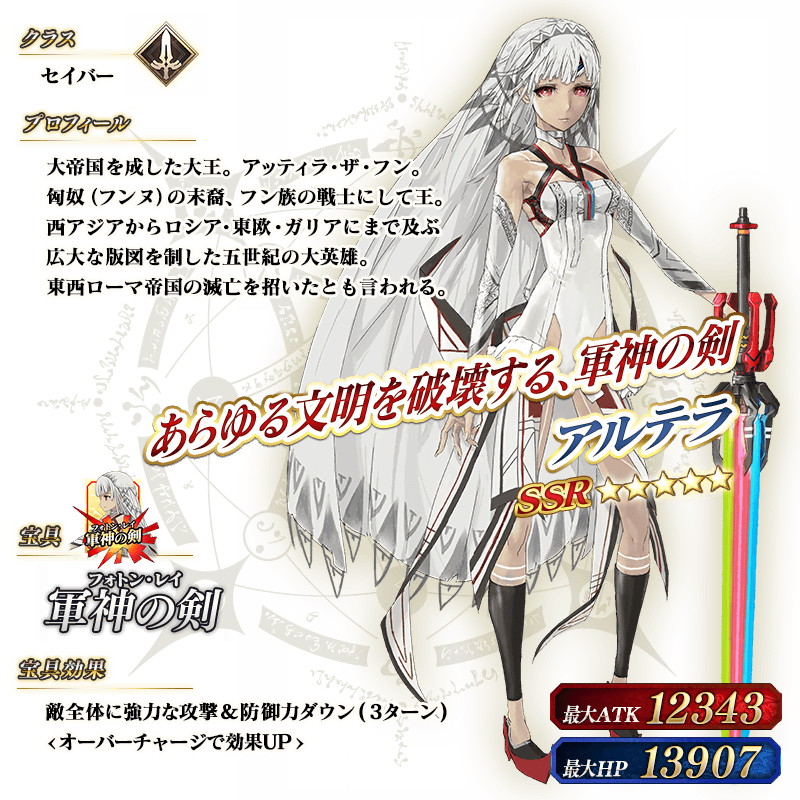 クラス
セイバー
プロフィール
大帝国を成した大王。アッティラ・ザ・フン。
匈奴(フンヌ)の末裔、フン族の戦士にして王。
西アジアからロシア・東欧・ガリアにまで及ぶ
広大な版図を制した五世紀の大英雄。
東西ローマ帝国の滅亡を招いたとも言われる。
あらゆる文明を破壊する、軍神の剣
アルテラ
SSR
宝具
フォトン・レイ
軍神の剣
フォトン・レイ
軍神の剣
宝具効果
敵全体に強力な攻撃&防御力ダウン(3ターン)
<オーバーチャージで効果UP>
最大ATK 12343
最大HP 13907